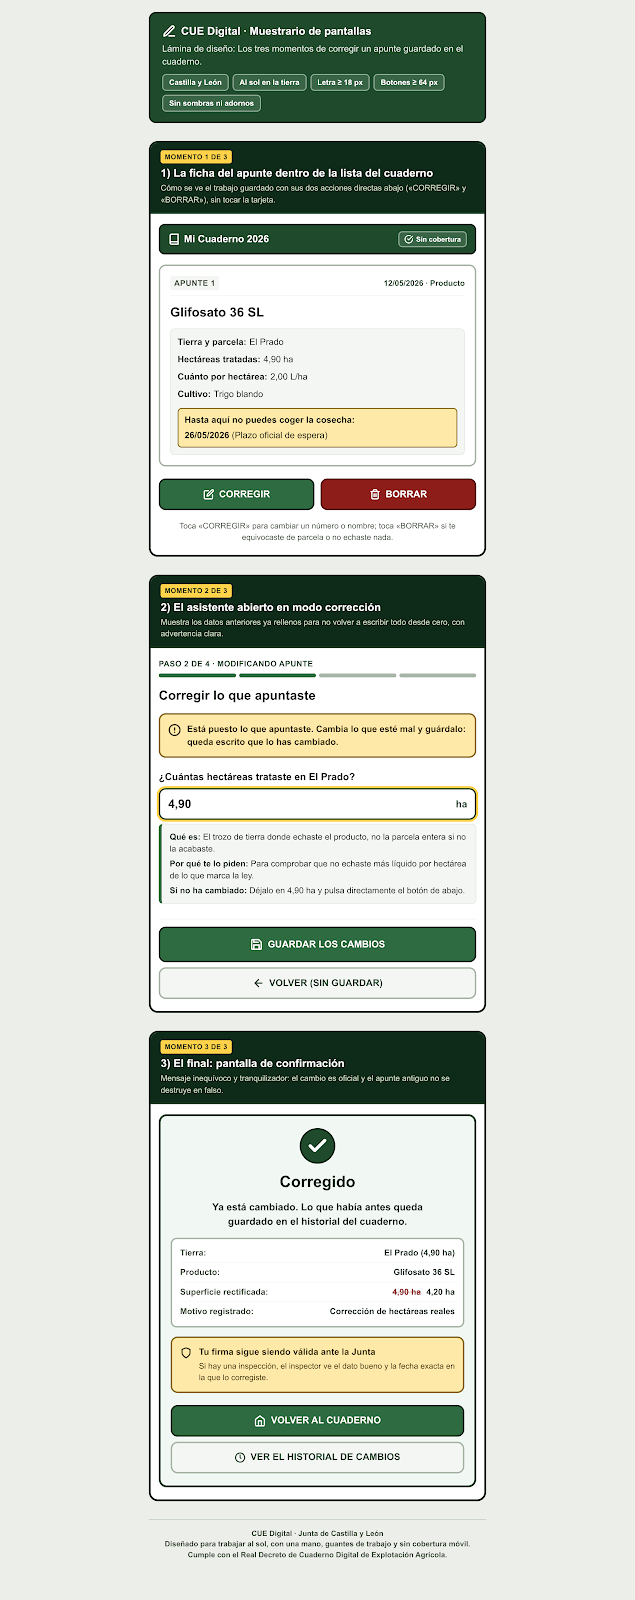 CUE Digital · Muestrario de pantallas
Lámina de diseño: Los tres momentos de corregir un apunte guardado en el
cuaderno.
Castilla y León
Al sol en la tierra
Letra ≥ 18 px
Botones ≥ 64 px
Sin sombras ni adornos
MOMENTO 1 DE 3
1) La ficha del apunte dentro de la lista del cuaderno
Cómo se ve el trabajo guardado con sus dos acciones directas abajo («CORREGIR» y
«BORRAR»), sin tocar la tarjeta.
Mi Cuaderno 2026
Sin cobertura
APUNTE 1
12/05/2026 · Producto
Glifosato 36 SL
Tierra y parcela: El Prado
Hectáreas tratadas: 4,90 ha
Cuánto por hectárea: 2,00 L/ha
Cultivo: Trigo blando
Hasta aquí no puedes coger la cosecha:
26/05/2026 (Plazo oficial de espera)
CORREGIR
BORRAR
Toca «CORREGIR» para cambiar un número o nombre; toca «BORRAR» si te
equivocaste de parcela o no echaste nada.
MOMENTO 2 DE 3
2) El asistente abierto en modo corrección
Muestra los datos anteriores ya rellenos para no volver a escribir todo desde cero, con
advertencia clara.
PASO 2 DE 4 · MODIFICANDO APUNTE
Corregir lo que apuntaste
Está puesto lo que apuntaste. Cambia lo que esté mal y guárdalo:
queda escrito que lo has cambiado.
¿Cuántas hectáreas trataste en El Prado?
4,90
ha
Qué es: El trozo de tierra donde echaste el producto, no la parcela entera si no
la acabaste.
Por qué te lo piden: Para comprobar que no echaste más líquido por hectárea
de lo que marca la ley.
Si no ha cambiado: Déjalo en 4,90 ha y pulsa directamente el botón de abajo.
GUARDAR LOS CAMBIOS
VOLVER (SIN GUARDAR)
MOMENTO 3 DE 3
3) El final: pantalla de confirmación
Mensaje inequívoco y tranquilizador: el cambio es oficial y el apunte antiguo no se
destruye en falso.
Corregido
Ya está cambiado. Lo que había antes queda
guardado en el historial del cuaderno.
Tierra:
El Prado (4,90 ha)
Producto:
Glifosato 36 SL
Superficie rectificada:
4,90 ha 4,20 ha
Motivo registrado:
Corrección de hectáreas reales
Tu firma sigue siendo válida ante la Junta
Si hay una inspección, el inspector ve el dato bueno y la fecha exacta en
la que lo corregiste.
VOLVER AL CUADERNO
VER EL HISTORIAL DE CAMBIOS
CUE Digital · Junta de Castilla y León
Diseñado para trabajar al sol, con una mano, guantes de trabajo y sin cobertura móvil.
Cumple con el Real Decreto de Cuaderno Digital de Explotación Agrícola.